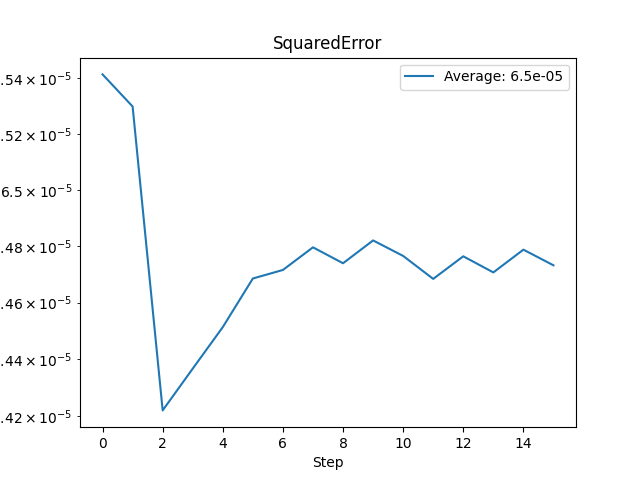 SquaredError
Average: 6.5e-05
.54 × 10⁻⁵
.52 × 10⁻⁵
6.5 × 10⁻⁵
.48 × 10⁻⁵
.46 × 10⁻⁵
.44 × 10⁻⁵
.42 × 10⁻⁵
0 2 4 6 8 10 12 14
Step